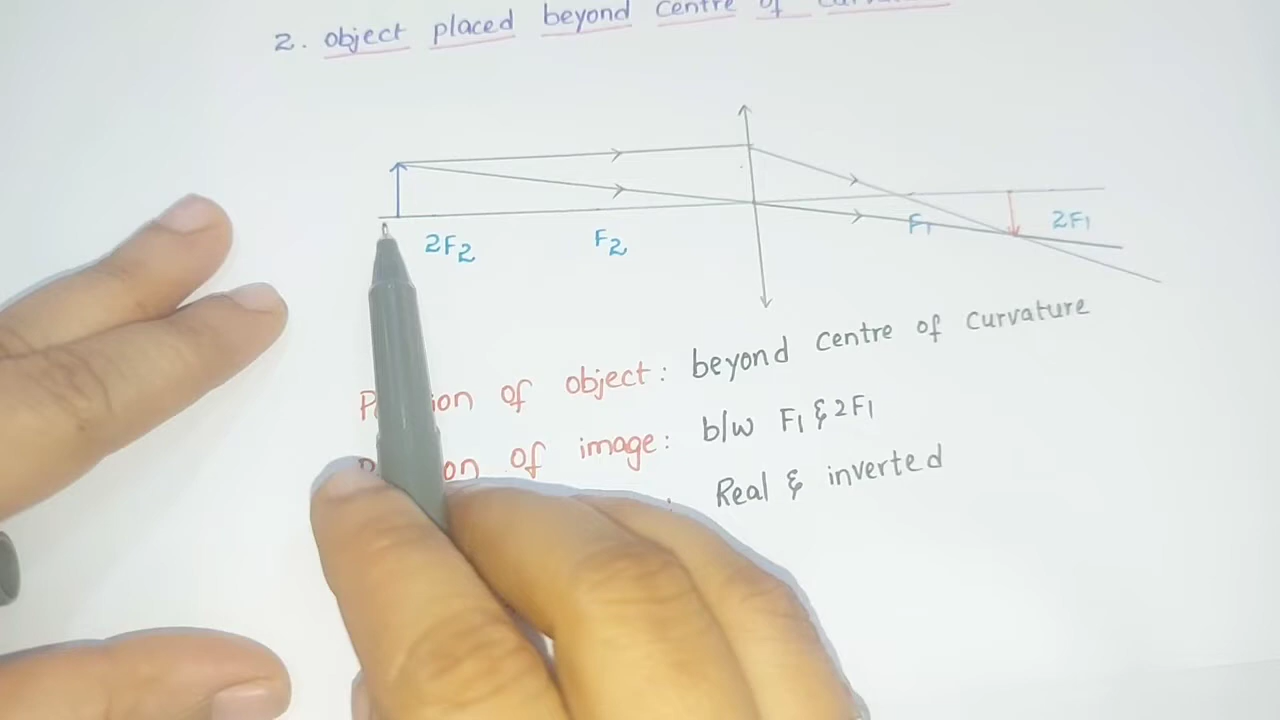 2. object placed beyond centre of
2F2 F2 F1 2F1
of object: beyond centre of curvature
of image: b/w F1 & 2F1
Real & inverted